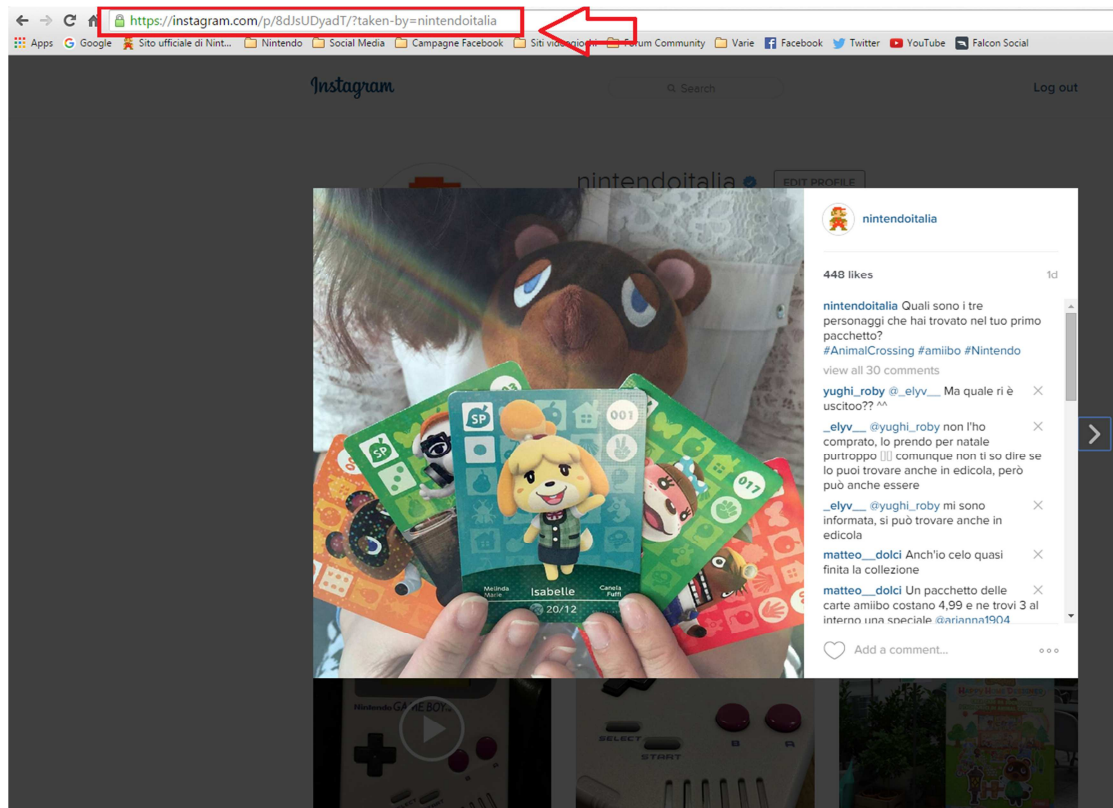 https://instagram.com/p/8dJsUDyadT/?taken-by=nintendoitalia
Apps Google Sito ufficiale di Nint... Nintendo Social Media Campagne Facebook Siti videogiochi Forum Community Varie Facebook Twitter YouTube Falcon Social
Instagram
Search
Log out
nintendoitalia EDIT PROFILE
nintendoitalia
448 likes 1d
nintendoitalia Quali sono i tre
personaggi che hai trovato nel tuo primo
pacchetto?
#AnimalCrossing #amiibo #Nintendo
view all 30 comments
yughi_roby @_elyv__ Ma quale ri è
uscitoo?? ^^
_elyv__ @yughi_roby non l'ho
comprato, lo prendo per natale
purtroppo comunque non ti so dire se
lo puoi trovare anche in edicola, però
può anche essere
_elyv__ @yughi_roby mi sono
informata, si può trovare anche in
edicola
matteo__dolci Anch'io celo quasi
finita la collezione
matteo__dolci Un pacchetto delle
carte amiibo costano 4,99 e ne trovi 3 al
interno una speciale @arianna1904
Add a comment...
SP
001
SP
017
Melinda
Marie
Isabelle
Canela
Fuffi
20/12
Nintendo GAME BOY
SELECT
START
B
A
HAPPY HOME DESIGNER